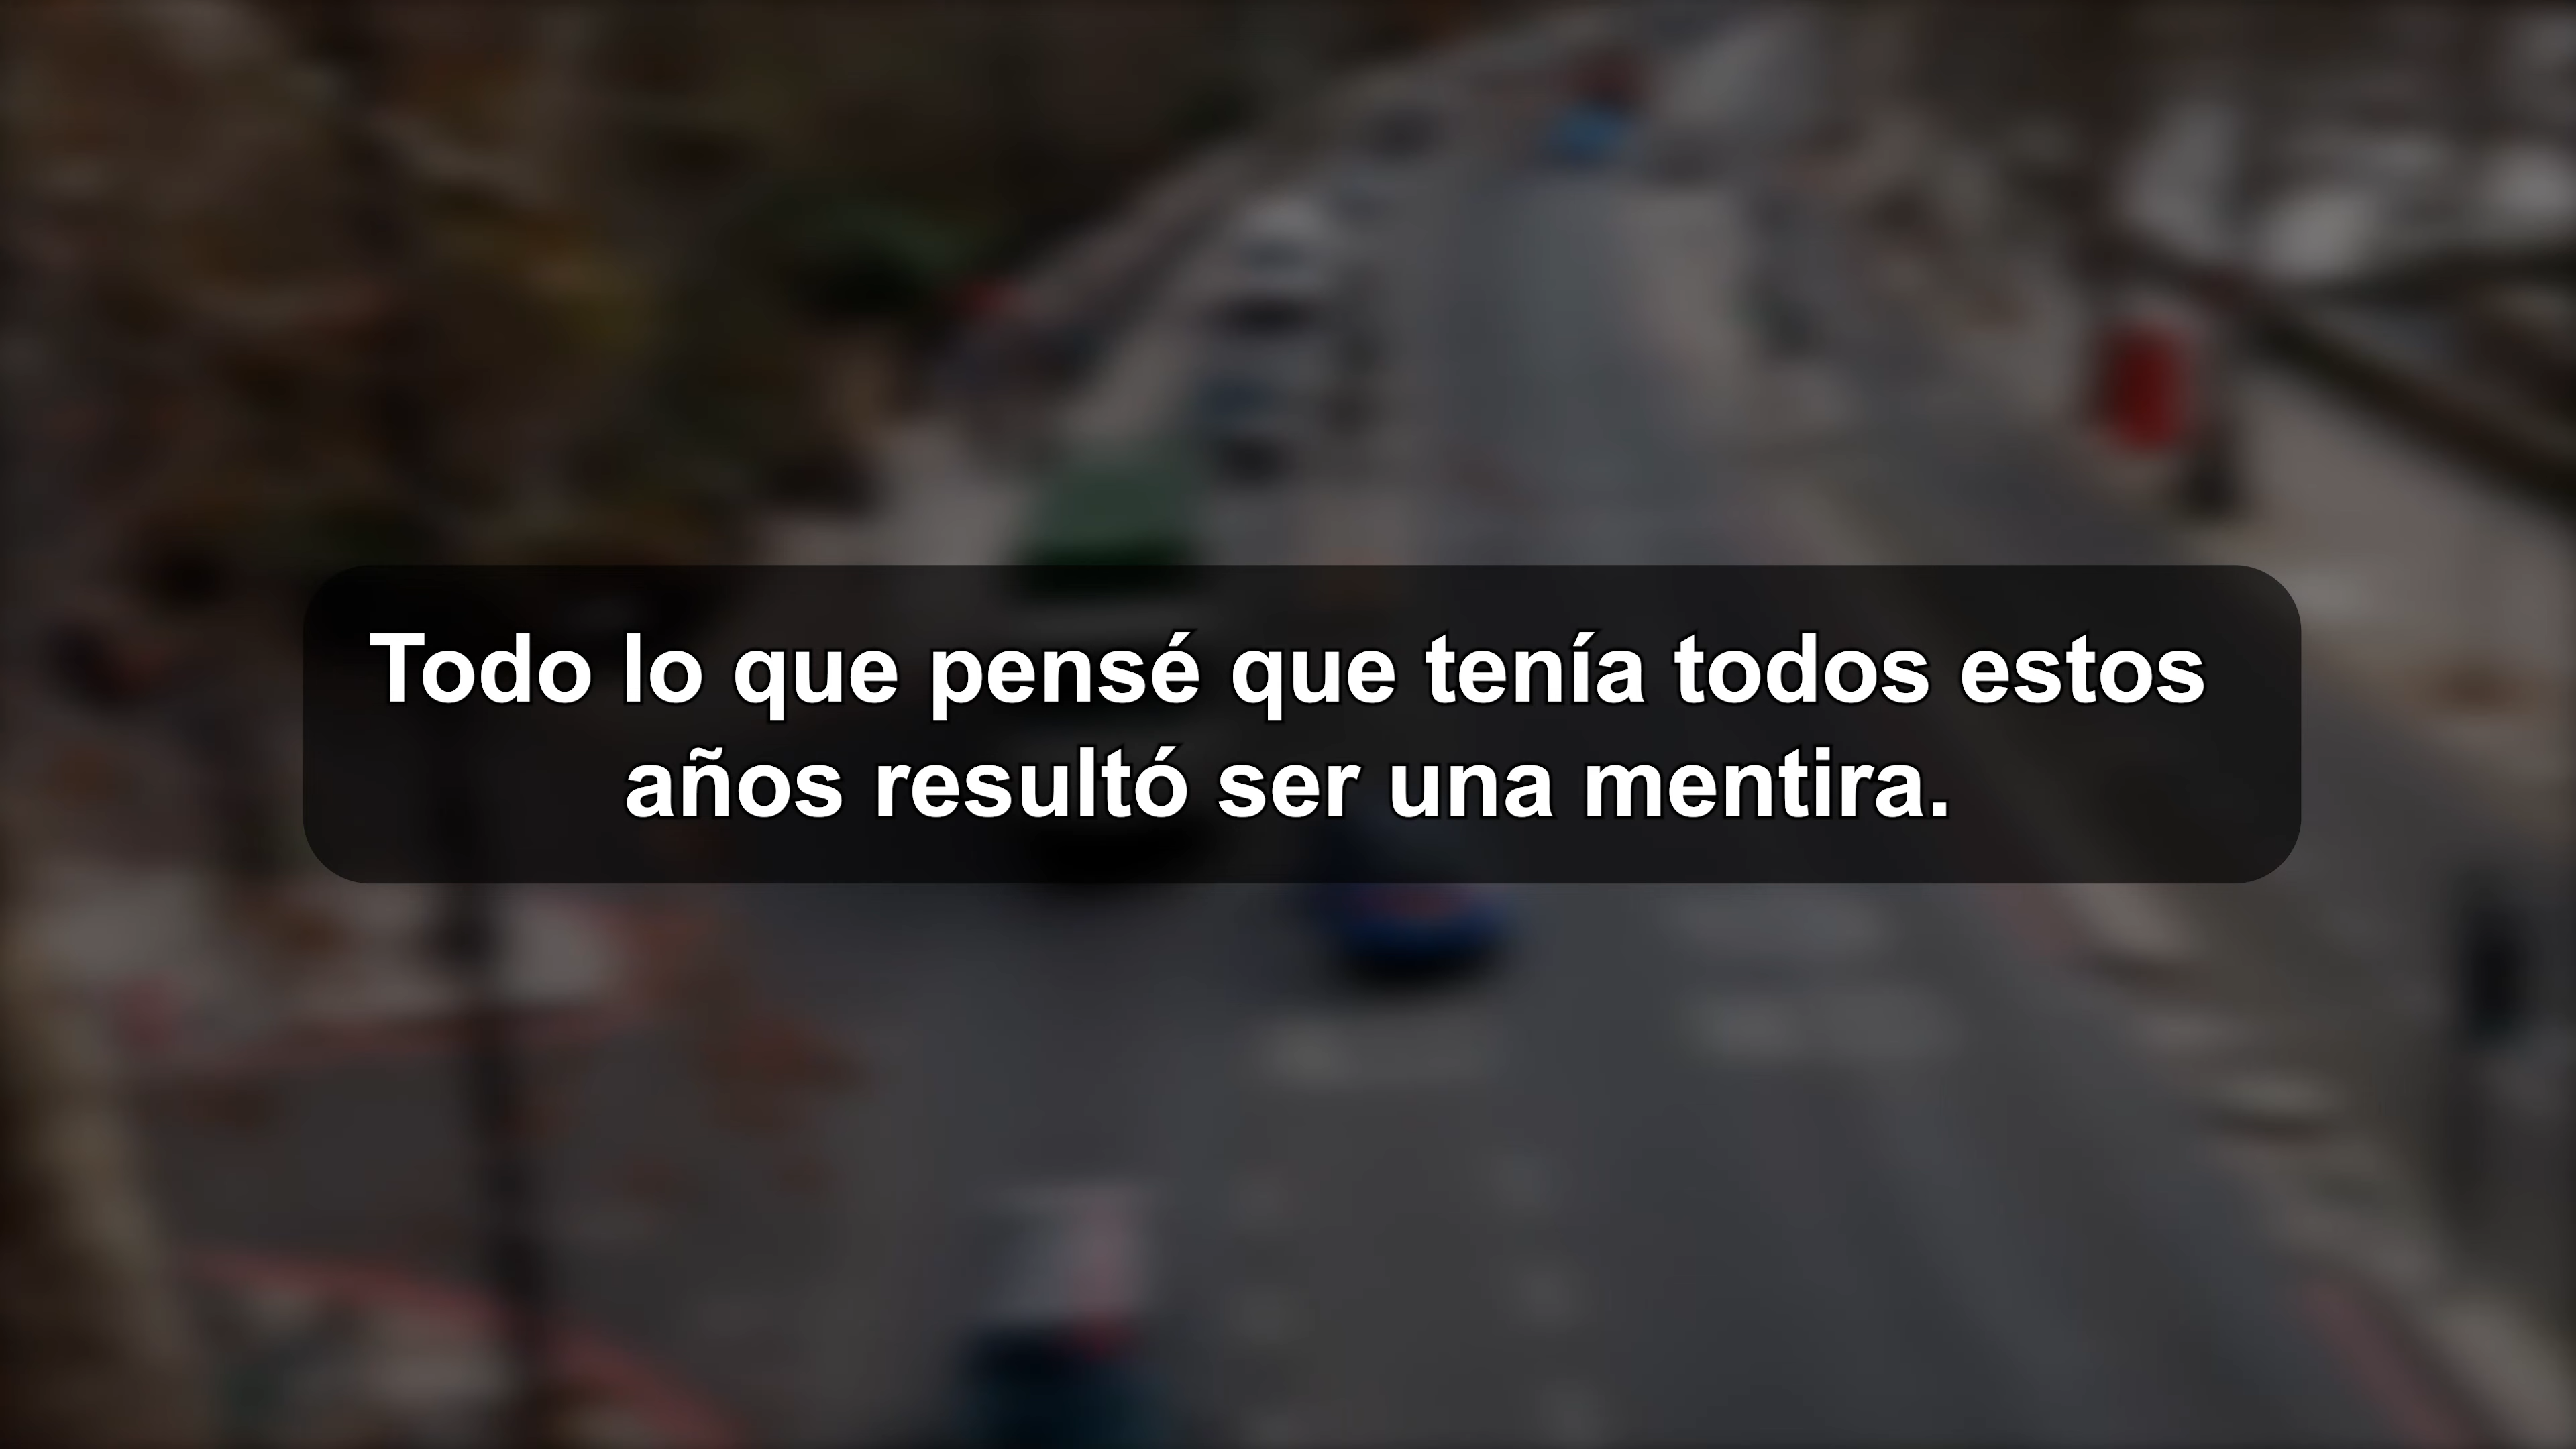 Todo lo que pensé que tenía todos estos
años resultó ser una mentira.